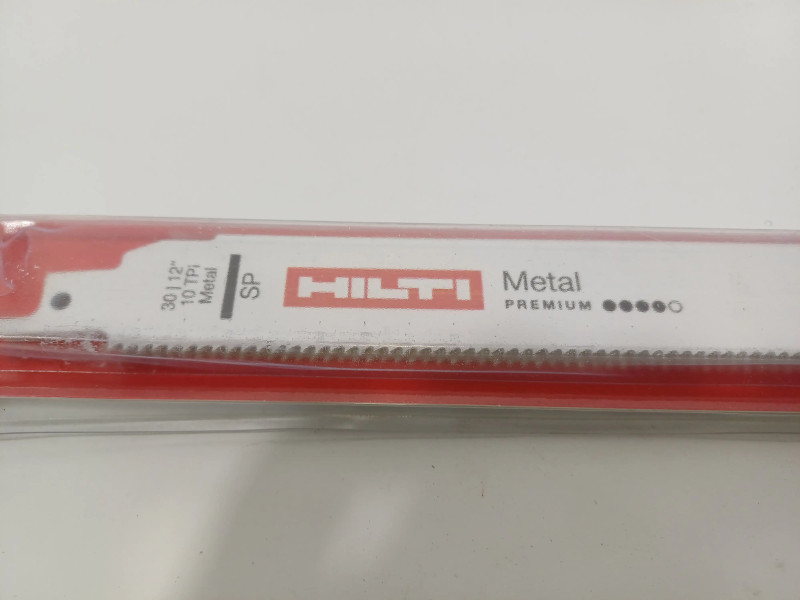 30 | 12"
10 TPi
Metal
SP
HILTI
Metal
PREMIUM